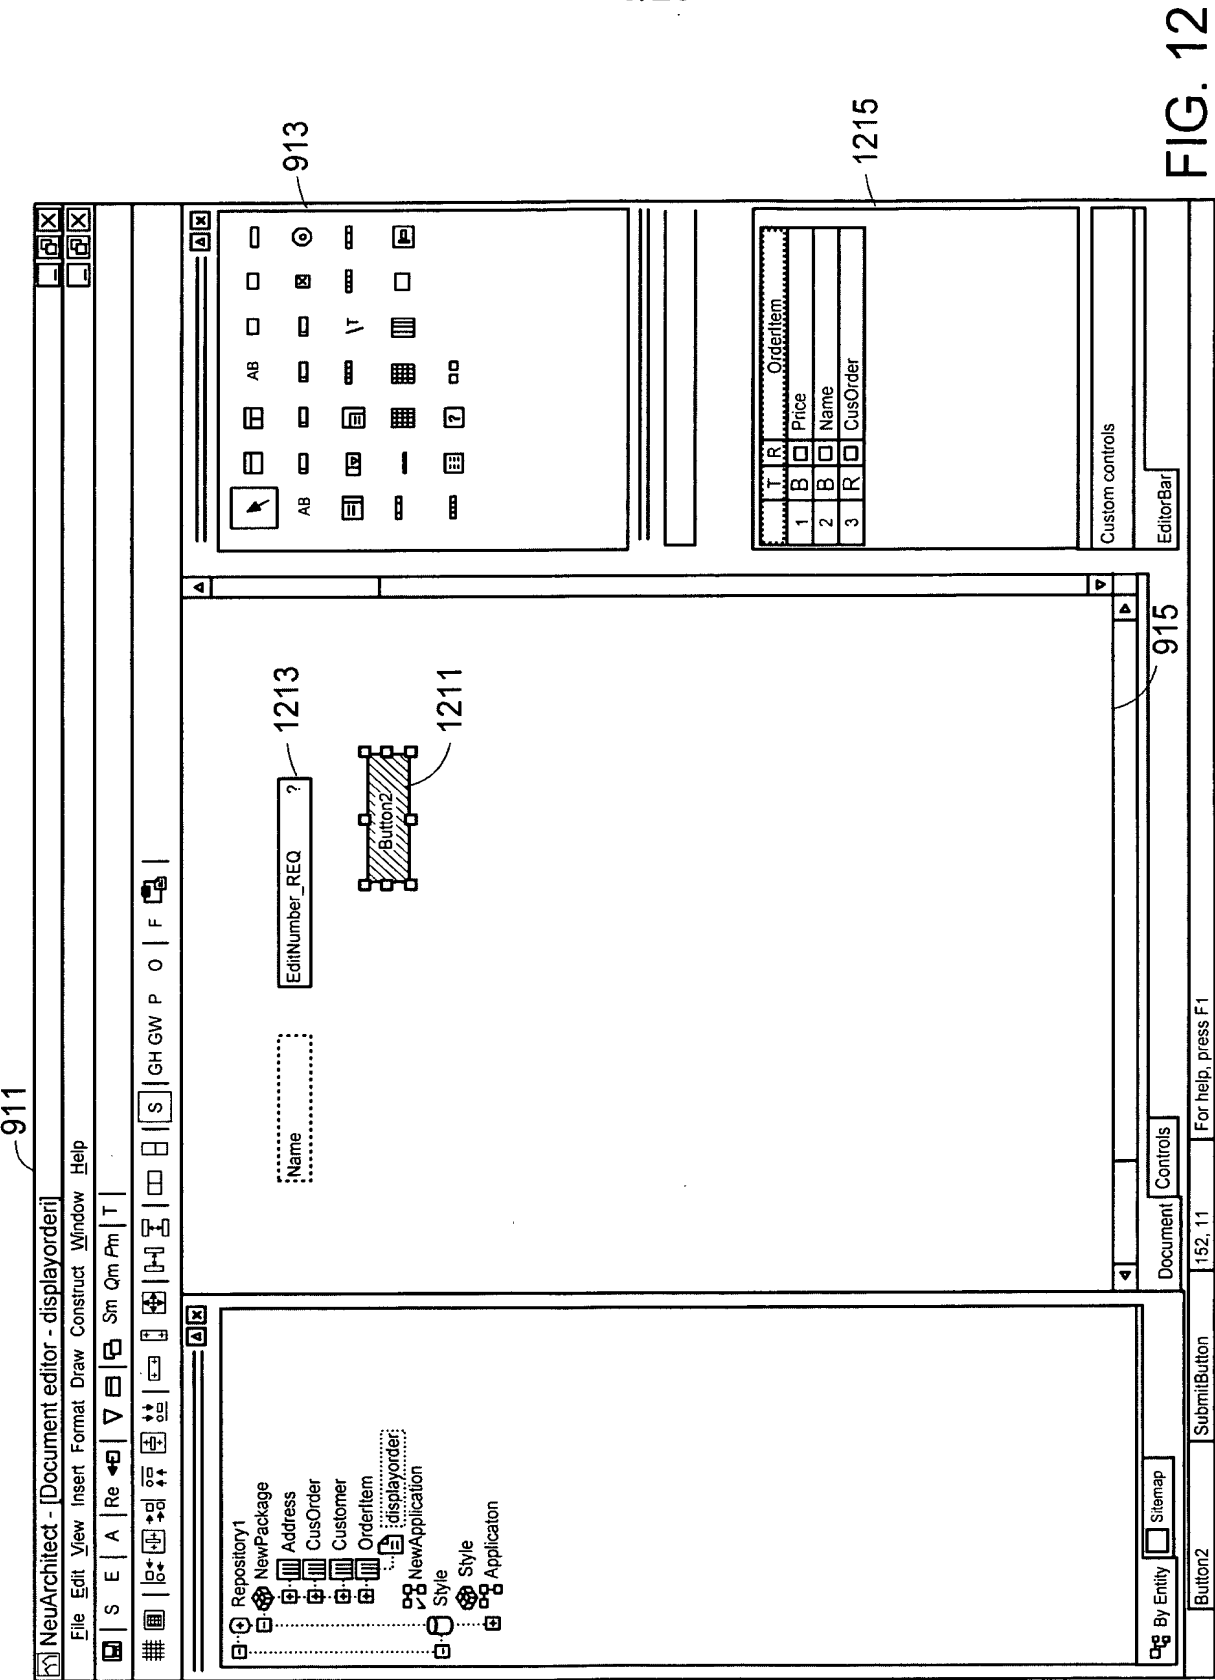 911
NeuArchitect - [Document editor - displayorderi]
File Edit View Insert Format Draw Construct Window Help
S E A Re Sm Qm Pm T
S GH GW P O F
Repository1
NewPackage
Address
CusOrder
Customer
OrderItem
displayorder
NewApplication
Style
Style
Applicaton
By Entity Sitemap
Name
EditNumber_REQ ?
1213
Button2
1211
Document Controls
915
913
AB
AB
\T
?
1215
T R OrderItem
1 B Price
2 B Name
3 R CusOrder
Custom controls
EditorBar
Button2 SubmitButton 152, 11 For help, press F1
FIG. 12